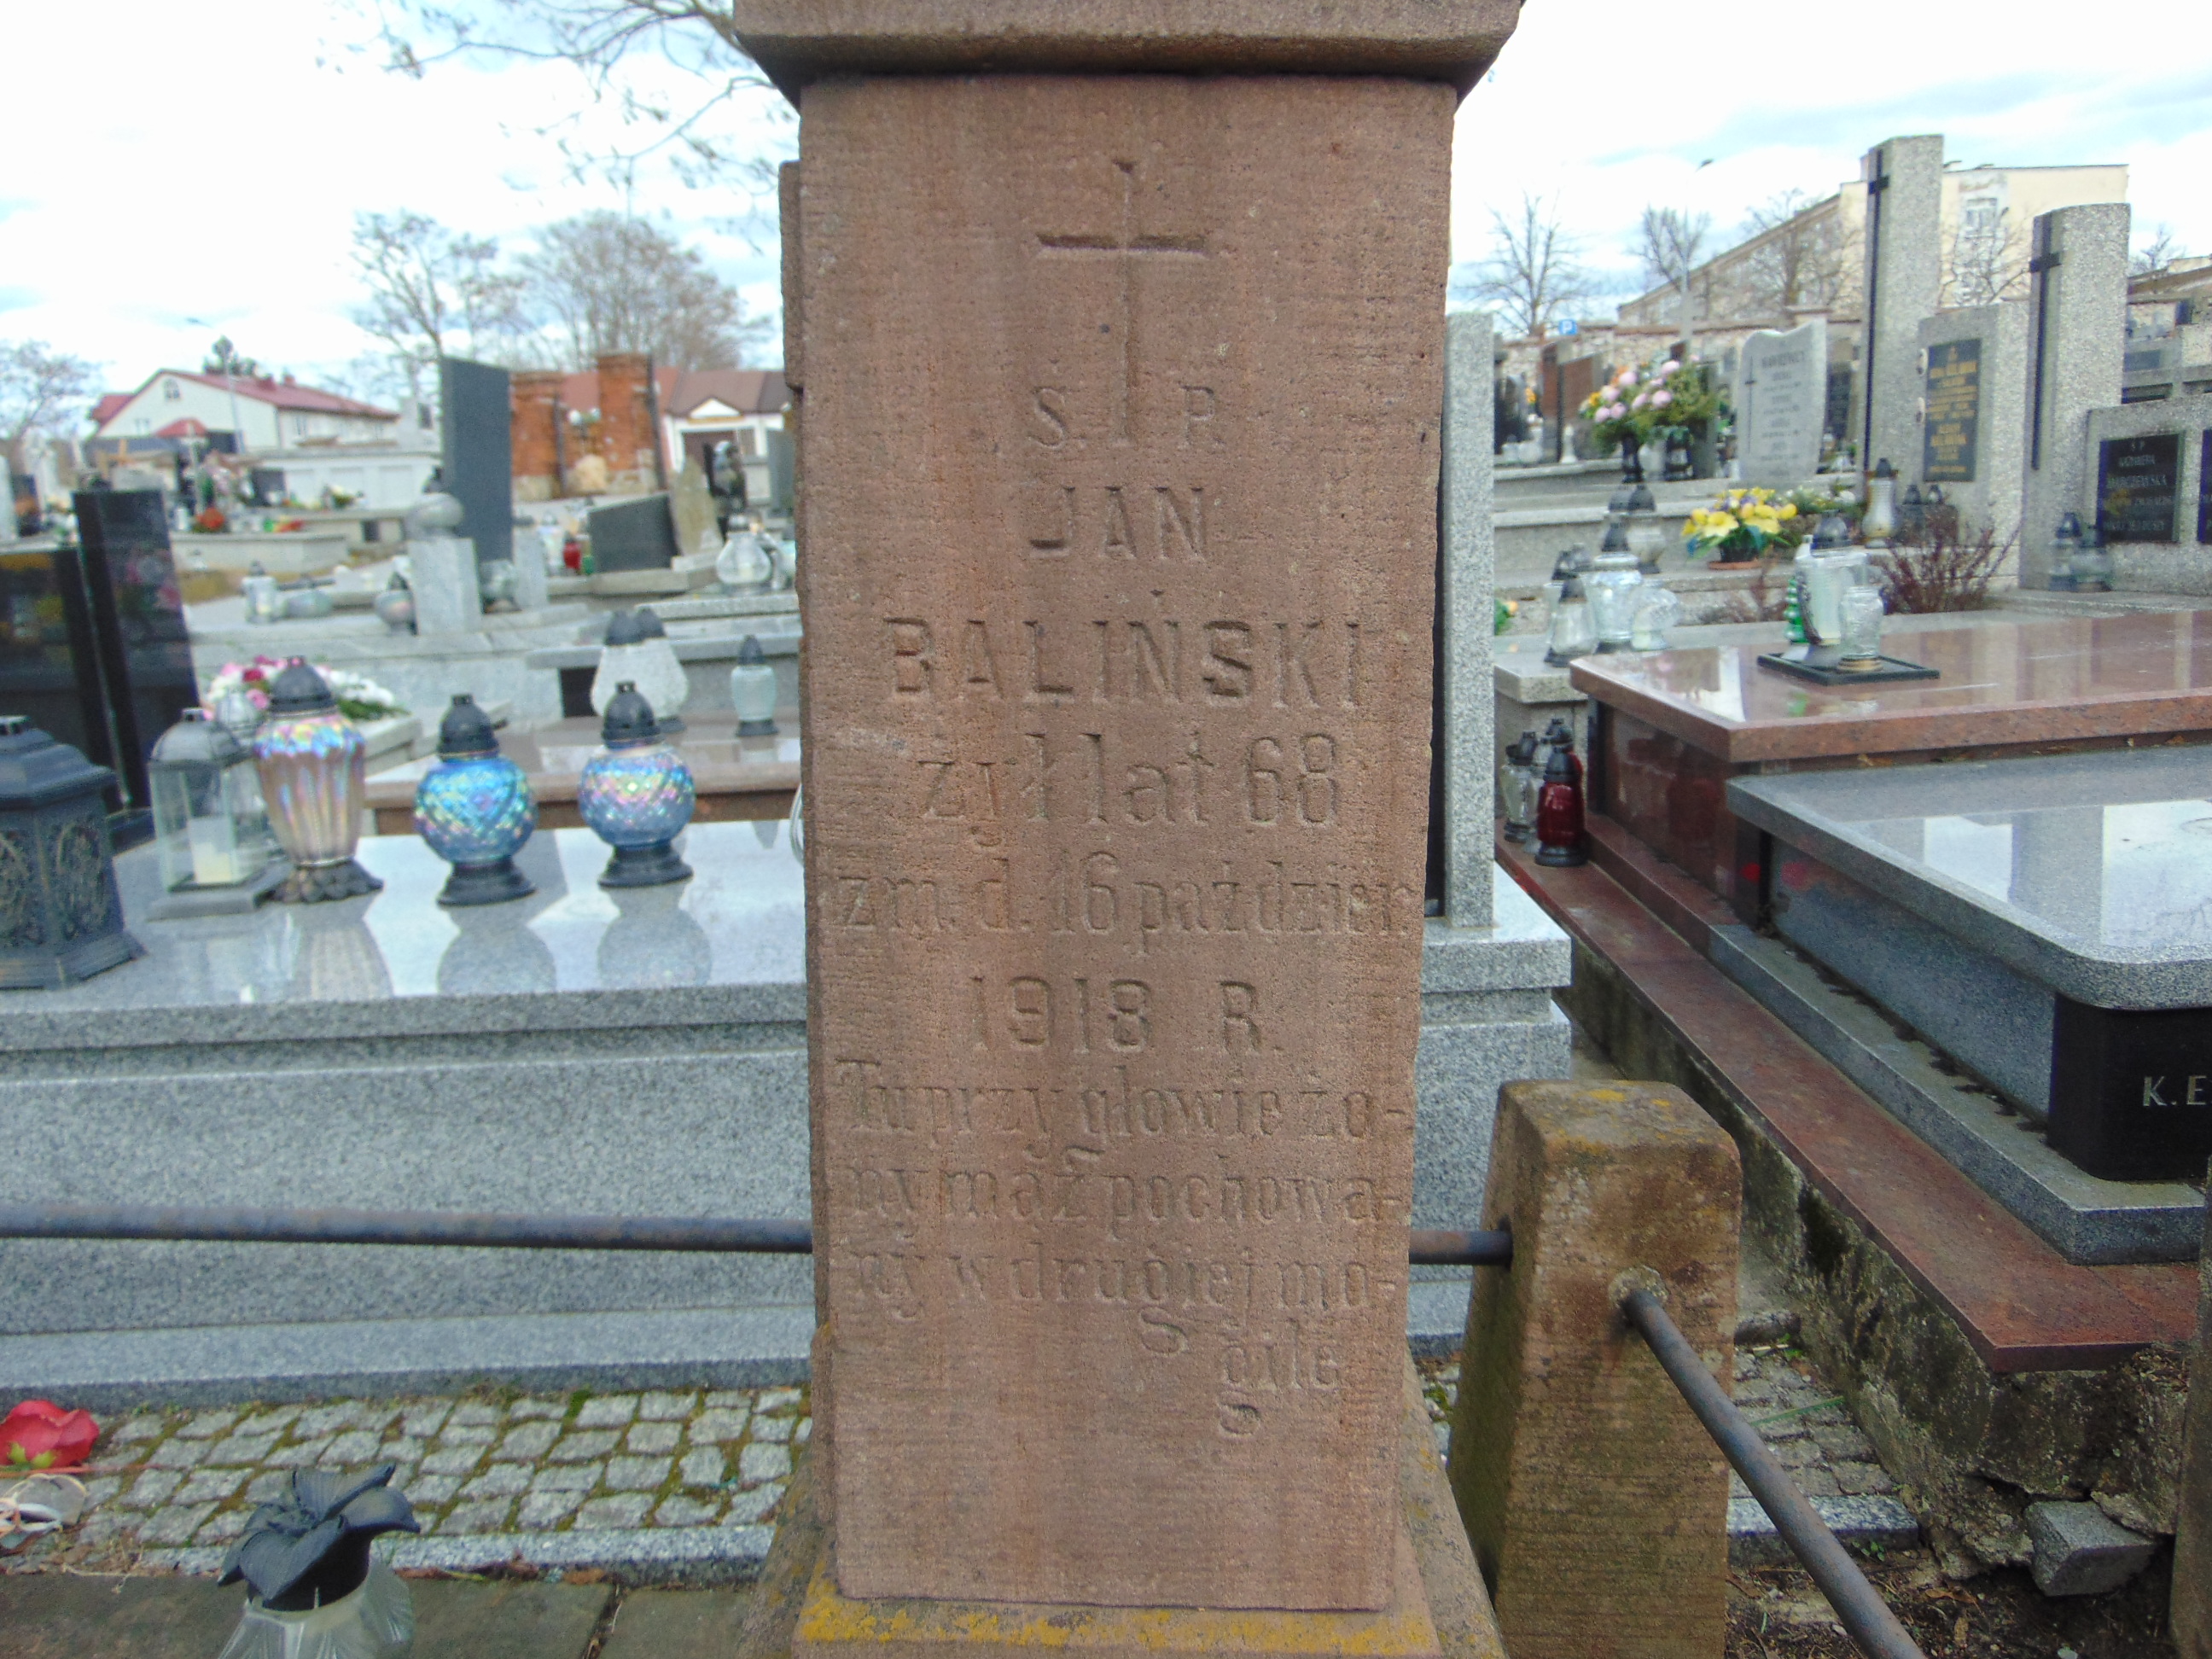 Ś. P.
JAN
BALIŃSKI
żył lat 68
zm. d. 16 paździer
1918 R.
Tu przy głowie żo-
ny mąż pochowa-
ny w drugiej mo-
gile
K.E